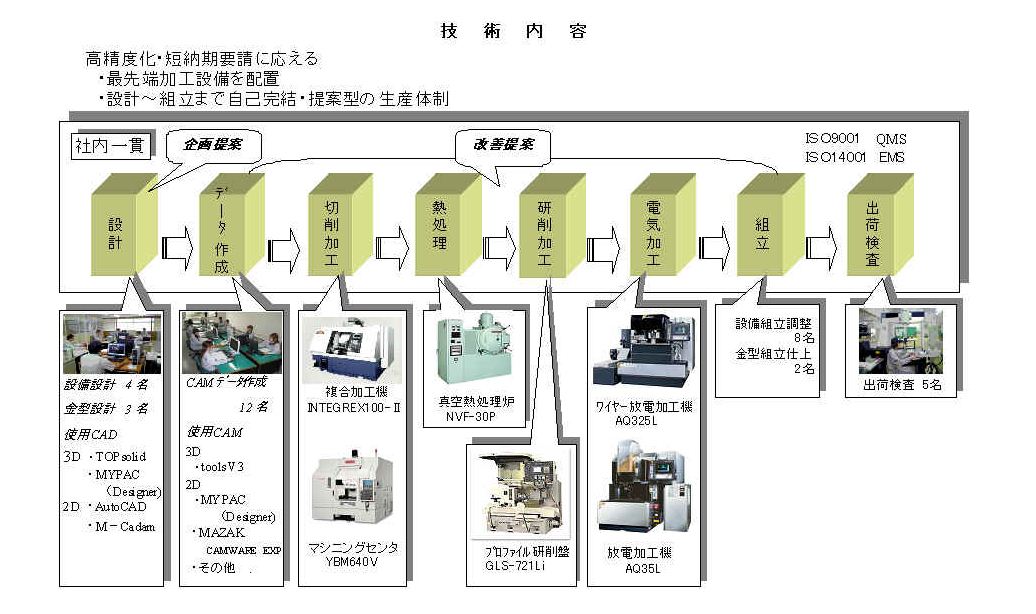 技 術 内 容
高精度化・短納期要請に応える
・最先端加工設備を配置
・設計～組立まで自己完結・提案型の生産体制
社内一貫
企画提案
改善提案
ISO9001 QMS
ISO14001 EMS
設計
データ作成
切削加工
熱処理
研削加工
電気加工
組立
出荷検査
設備設計 4名
金型設計 3名
使用CAD
3D ・TOPsolid
・MYPAC
(Designer)
2D ・AutoCAD
・M－Cadam
CAMデータ作成
12名
使用CAM
3D
・toolsV3
2D
・MYPAC
(Designer)
・MAZAK
CAMWARE EXP
・その他 .
複合加工機
INTEGREX100-Ⅱ
マシニングセンタ
YBM640V
真空熱処理炉
NVF-30P
プロファイル研削盤
GLS-721Li
ワイヤー放電加工機
AQ325L
放電加工機
AQ35L
設備組立調整
8名
金型組立仕上
2名
出荷検査 5名